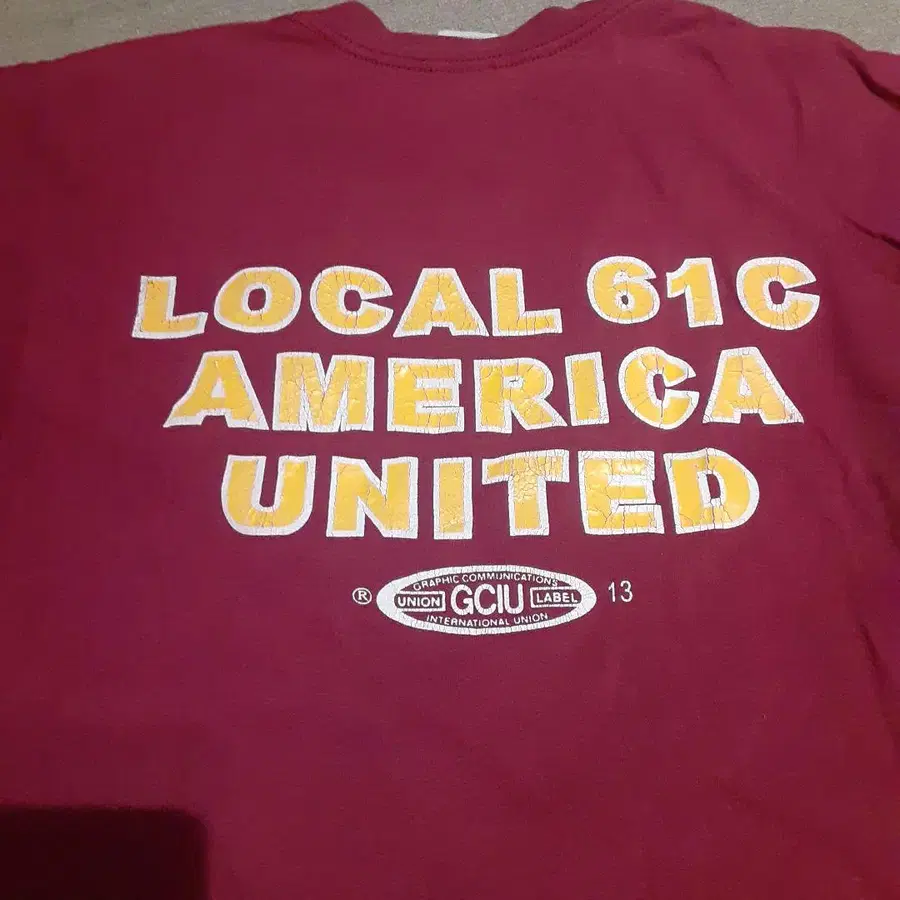 LOCAL 61C
AMERICA
UNITED
GRAPHIC COMMUNICATIONS
® UNION GCIU LABEL 13
INTERNATIONAL UNION